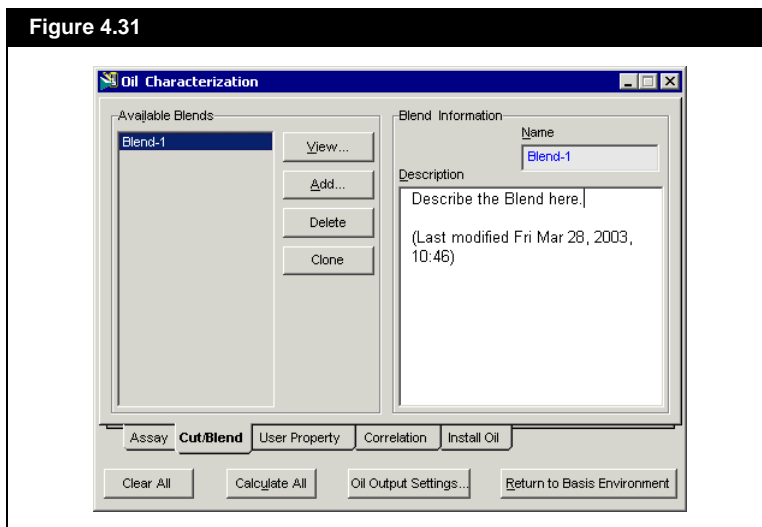 Figure 4.31
Oil Characterization
Available Blends
Blend-1
View...
Add...
Delete
Clone
Blend Information
Name
Blend-1
Description
Describe the Blend here.
(Last modified Fri Mar 28, 2003,
10:46)
Assay Cut/Blend User Property Correlation Install Oil
Clear All Calculate All Oil Output Settings... Return to Basis Environment